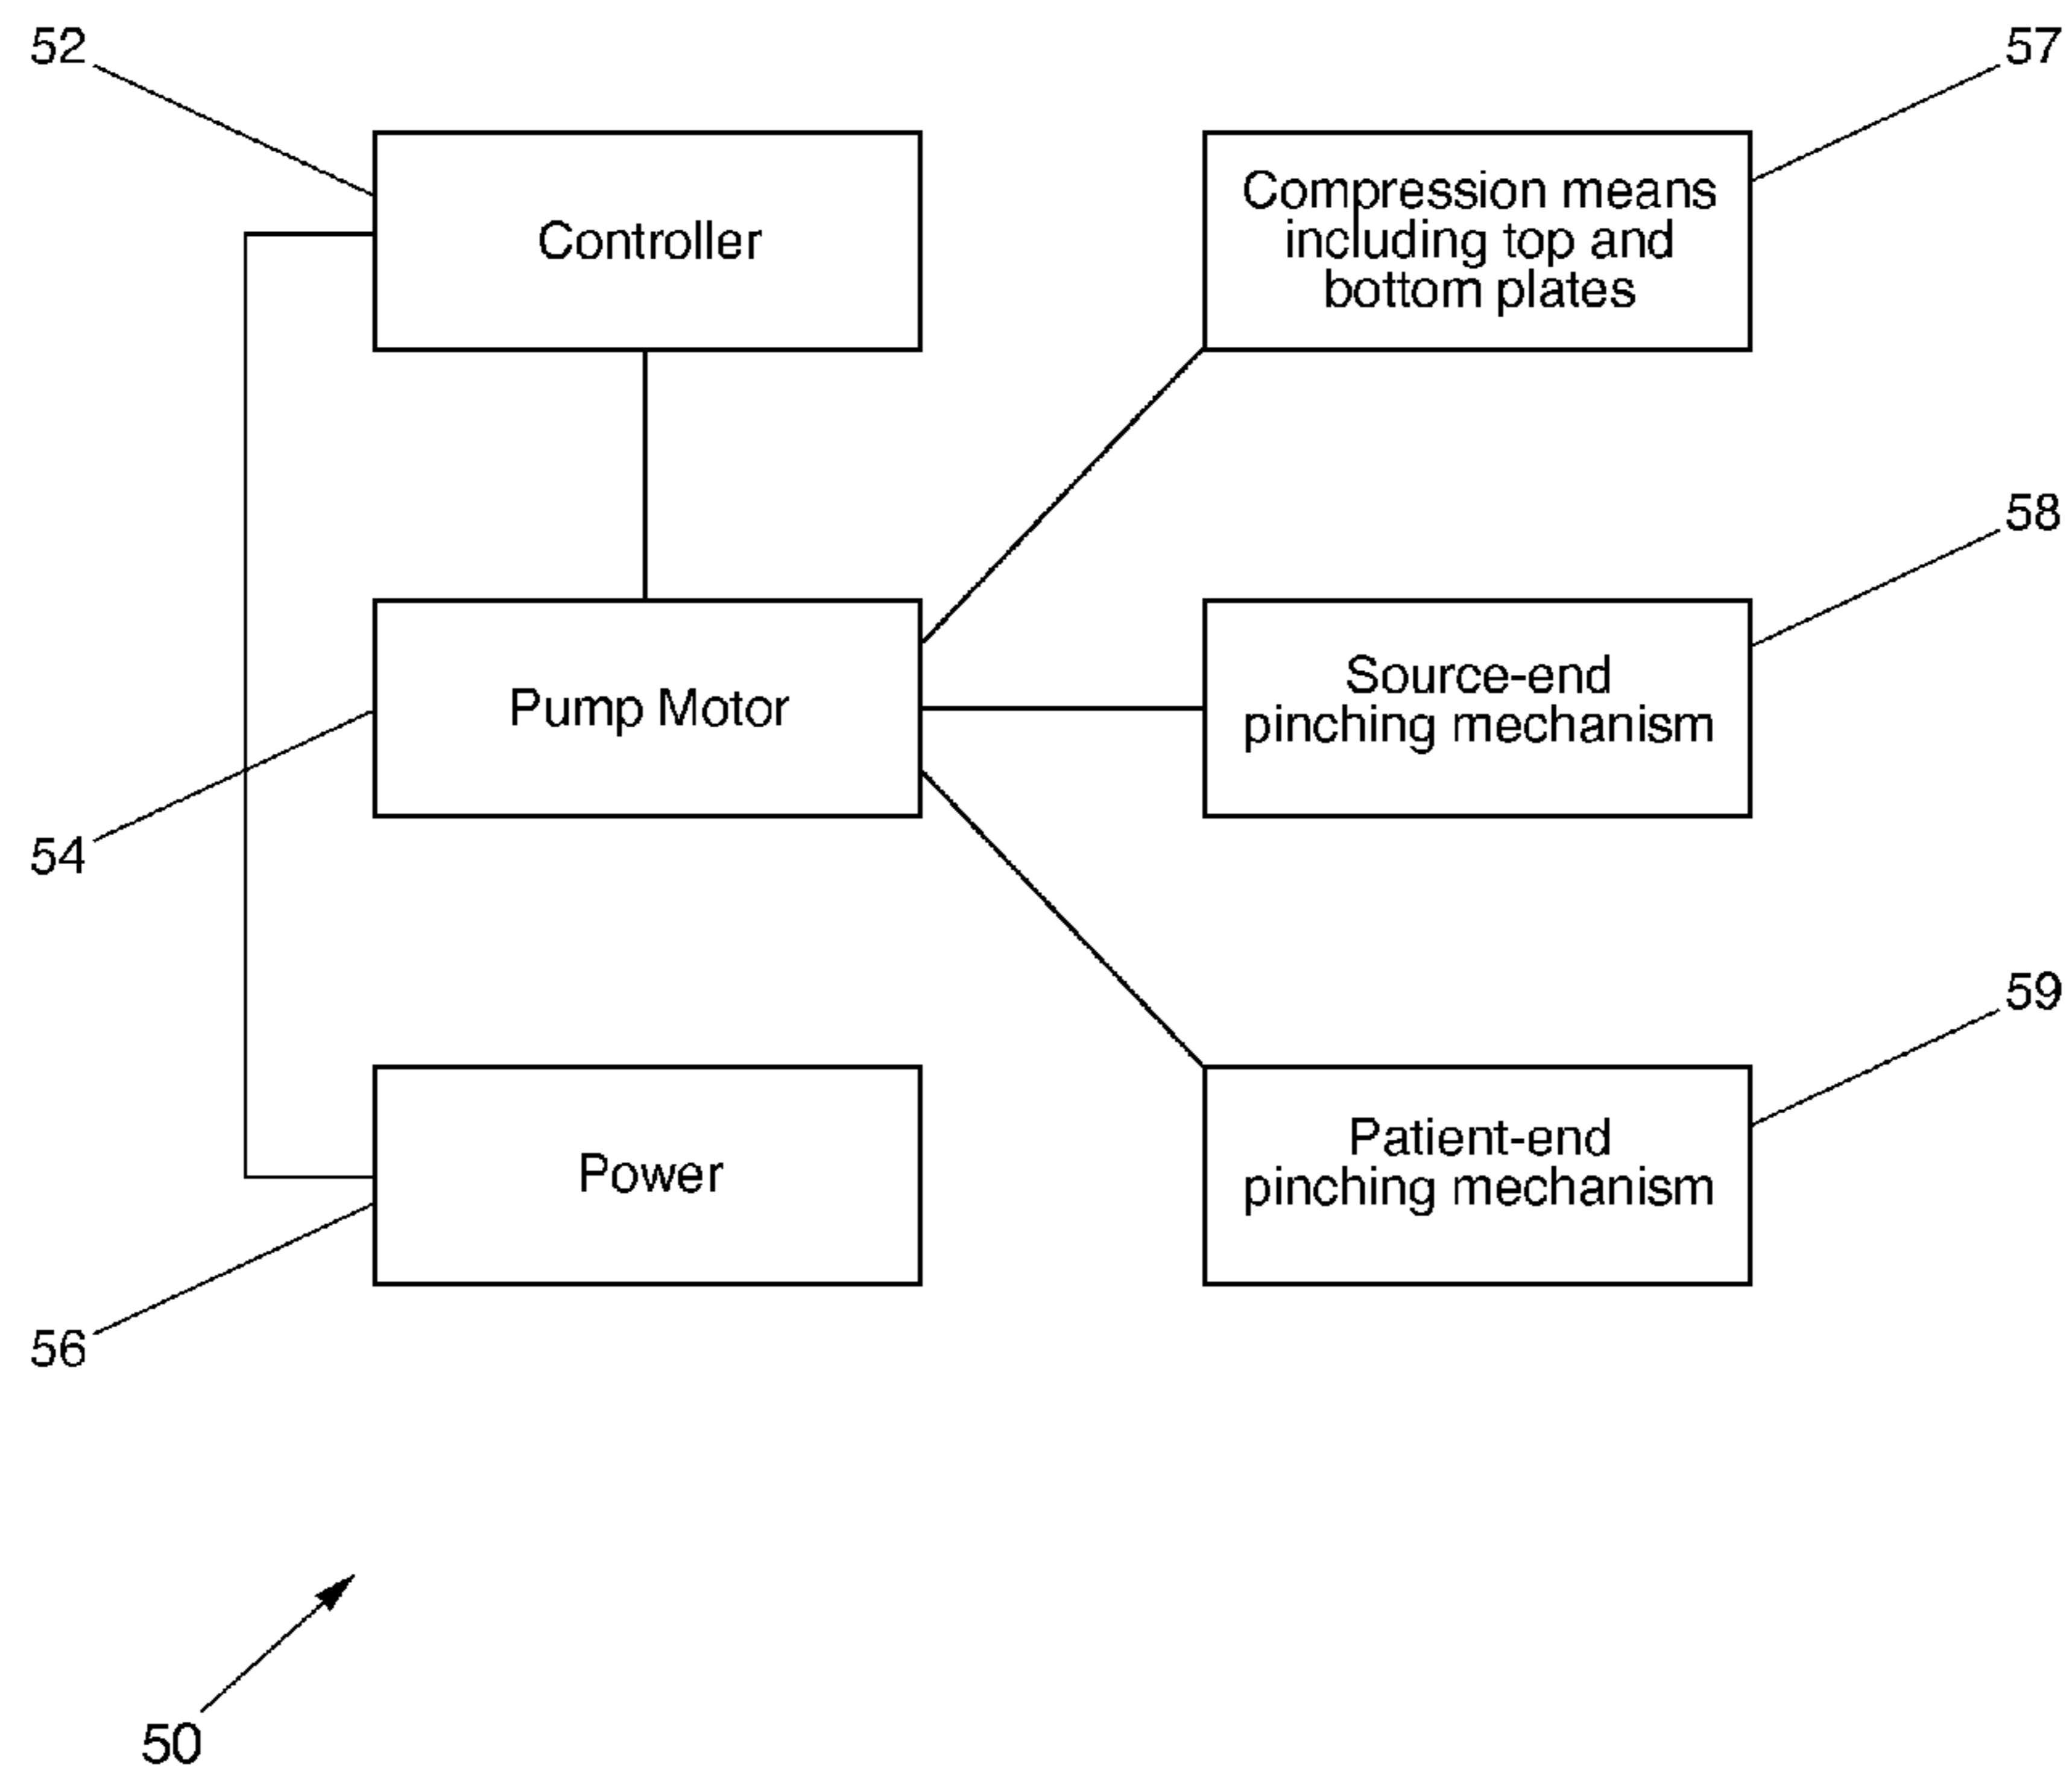 52
57
Controller
Compression means
including top and
bottom plates
58
Pump Motor
Source-end
pinching mechanism
54
59
Power
Patient-end
pinching mechanism
56
50